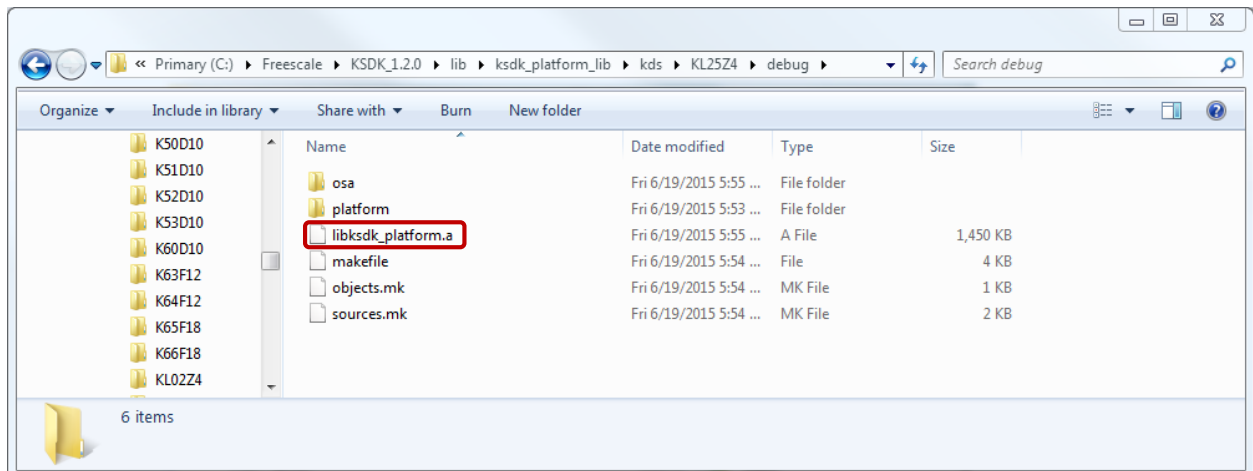 « Primary (C:) ▸ Freescale ▸ KSDK_1.2.0 ▸ lib ▸ ksdk_platform_lib ▸ kds ▸ KL25Z4 ▸ debug ▸ Search debug
Organize Include in library Share with Burn New folder
K50D10
K51D10
K52D10
K53D10
K60D10
K63F12
K64F12
K65F18
K66F18
KL02Z4
Name Date modified Type Size
osa Fri 6/19/2015 5:55 ... File folder
platform Fri 6/19/2015 5:53 ... File folder
libksdk_platform.a Fri 6/19/2015 5:55 ... A File 1,450 KB
makefile Fri 6/19/2015 5:54 ... File 4 KB
objects.mk Fri 6/19/2015 5:54 ... MK File 1 KB
sources.mk Fri 6/19/2015 5:54 ... MK File 2 KB
6 items